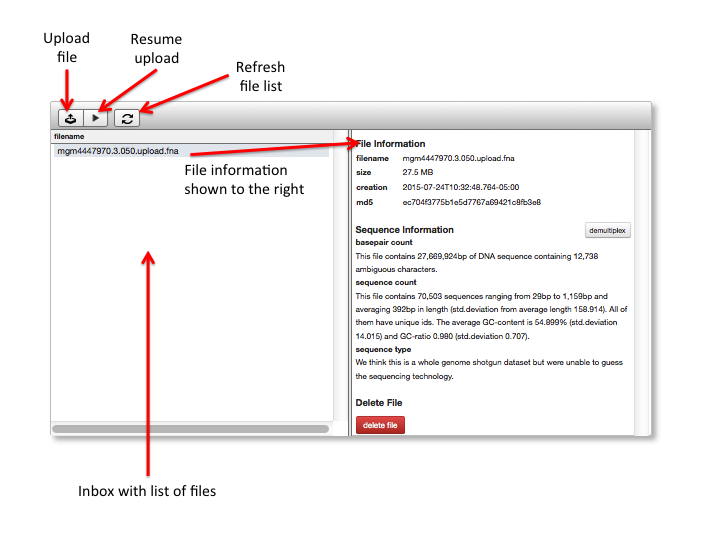 Upload
file
Resume
upload
Refresh
file list
filename
mgm4447970.3.050.upload.fna
File information
shown to the right
Inbox with list of files
File Information
filename mgm4447970.3.050.upload.fna
size 27.5 MB
creation 2015-07-24T10:32:48.764-05:00
md5 ec704f3775b1e5d7767a69421c8fb3e8
Sequence Information
demultiplex
basepair count
This file contains 27,669,924bp of DNA sequence containing 12,738
ambiguous characters.
sequence count
This file contains 70,503 sequences ranging from 29bp to 1,159bp and
averaging 392bp in length (std.deviation from average length 158.914). All of
them have unique ids. The average GC-content is 54.899% (std.deviation
14.015) and GC-ratio 0.980 (std.deviation 0.707).
sequence type
We think this is a whole genome shotgun dataset but were unable to guess
the sequencing technology.
Delete File
delete file